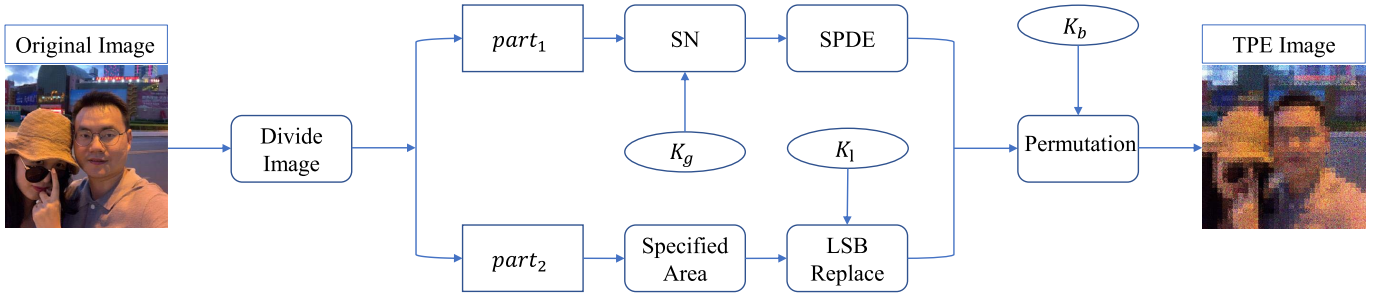 Original Image
Divide
Image
part₁
SN
SPDE
K_g
K_l
part₂
Specified
Area
LSB
Replace
K_b
Permutation
TPE Image